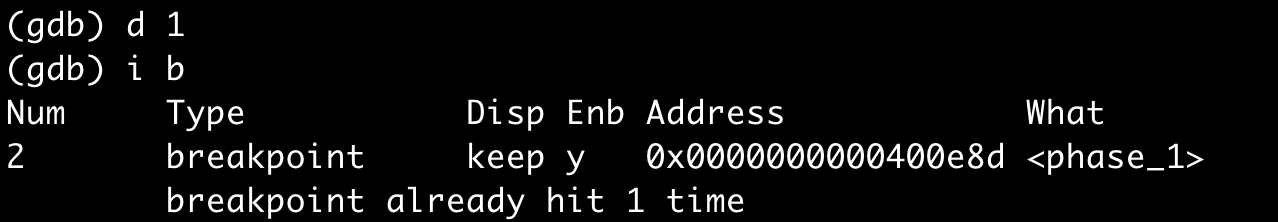 (gdb) d 1
(gdb) i b
Num     Type           Disp Enb Address            What
2       breakpoint     keep y   0x0000000000400e8d <phase_1>
        breakpoint already hit 1 time